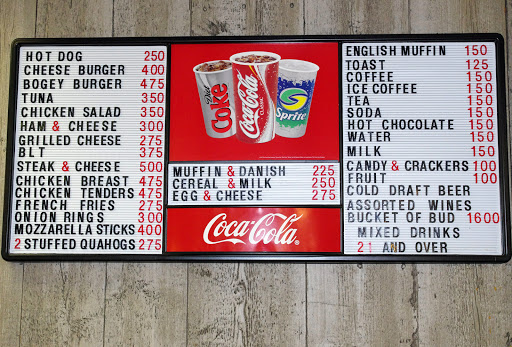 HOT DOG 250
CHEESE BURGER 400
BOGEY BURGER 475
TUNA 350
CHICKEN SALAD 350
HAM & CHEESE 300
GRILLED CHEESE 275
BLT 375
STEAK & CHEESE 500
CHICKEN BREAST 475
CHICKEN TENDERS 475
FRENCH FRIES 275
ONION RINGS 300
MOZZARELLA STICKS 400
2 STUFFED QUAHOGS 275
Diet Coke
Coca-Cola
CLASSIC
Sprite
MUFFIN & DANISH 225
CEREAL & MILK 250
EGG & CHEESE 275
Coca-Cola
ENGLISH MUFFIN 150
TOAST 125
COFFEE 150
ICE COFFEE 150
TEA 150
SODA 150
HOT CHOCOLATE 150
WATER 150
MILK 150
CANDY & CRACKERS 100
FRUIT 100
COLD DRAFT BEER
ASSORTED WINES
BUCKET OF BUD 1600
MIXED DRINKS
21 AND OVER